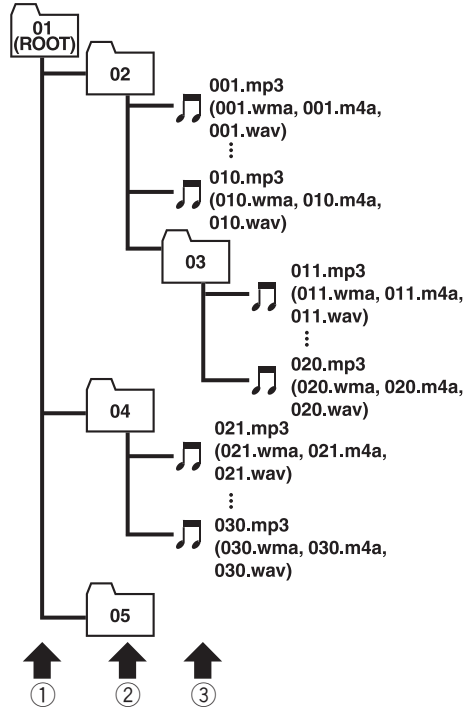 01
(ROOT)
02
001.mp3
(001.wma, 001.m4a,
001.wav)
010.mp3
(010.wma, 010.m4a,
010.wav)
03
011.mp3
(011.wma, 011.m4a,
011.wav)
020.mp3
(020.wma, 020.m4a,
020.wav)
04
021.mp3
(021.wma, 021.m4a,
021.wav)
030.mp3
(030.wma, 030.m4a,
030.wav)
05
① ② ③